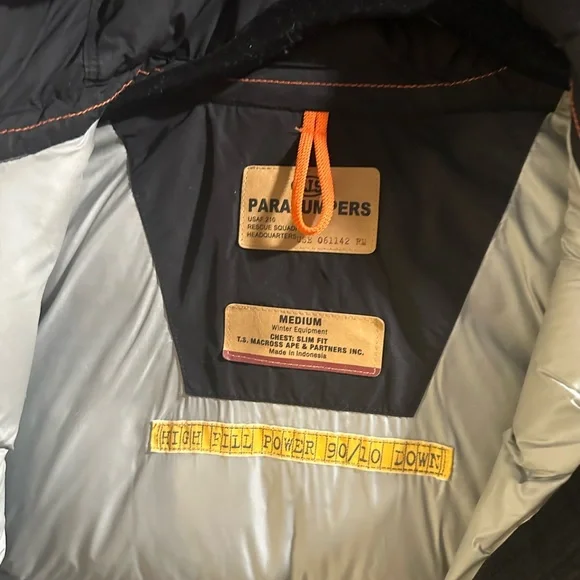 PARAJUMPERS
USAF 210
RESCUE SQUAD
HEADQUARTERS
061142
MEDIUM
Winter Equipment
CHEST: SLIM FIT
T.S. MACROSS APE & PARTNERS INC.
Made in Indonesia
HIGH FILL POWER 90/10 DOWN